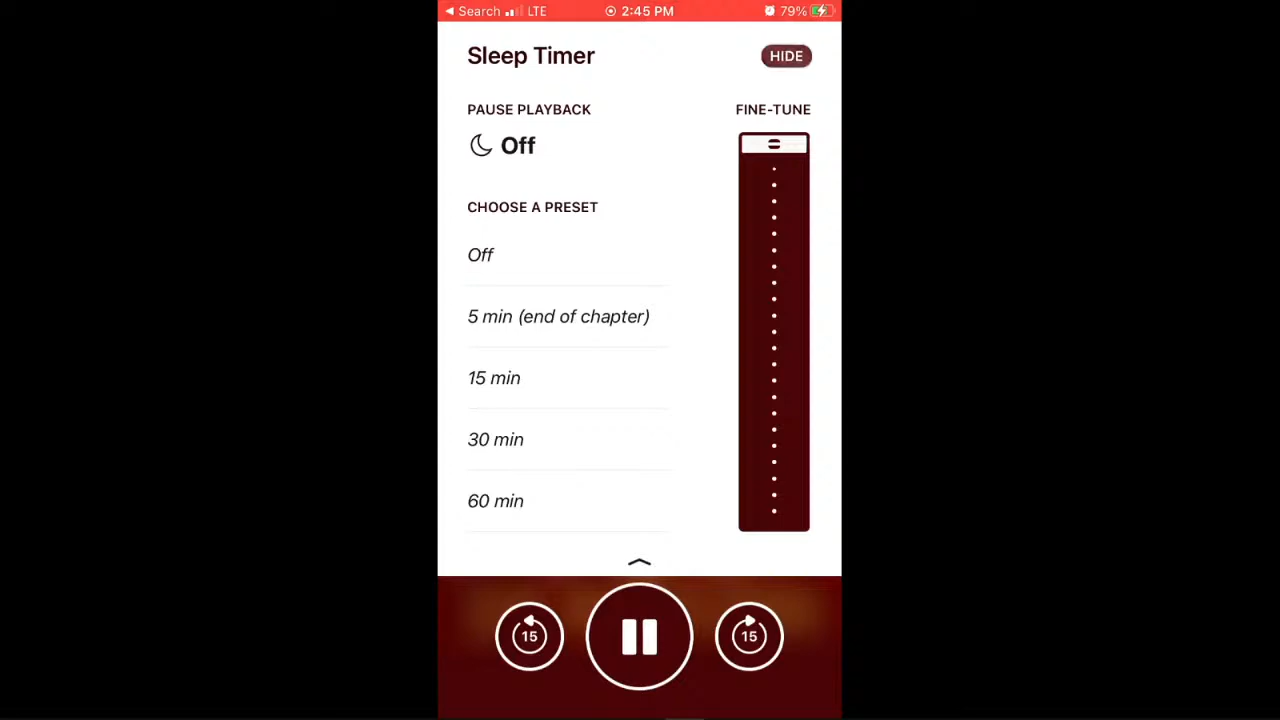 Search LTE 2:45 PM 79%
Sleep Timer HIDE
PAUSE PLAYBACK FINE-TUNE
Off
CHOOSE A PRESET
Off
5 min (end of chapter)
15 min
30 min
60 min
15 15